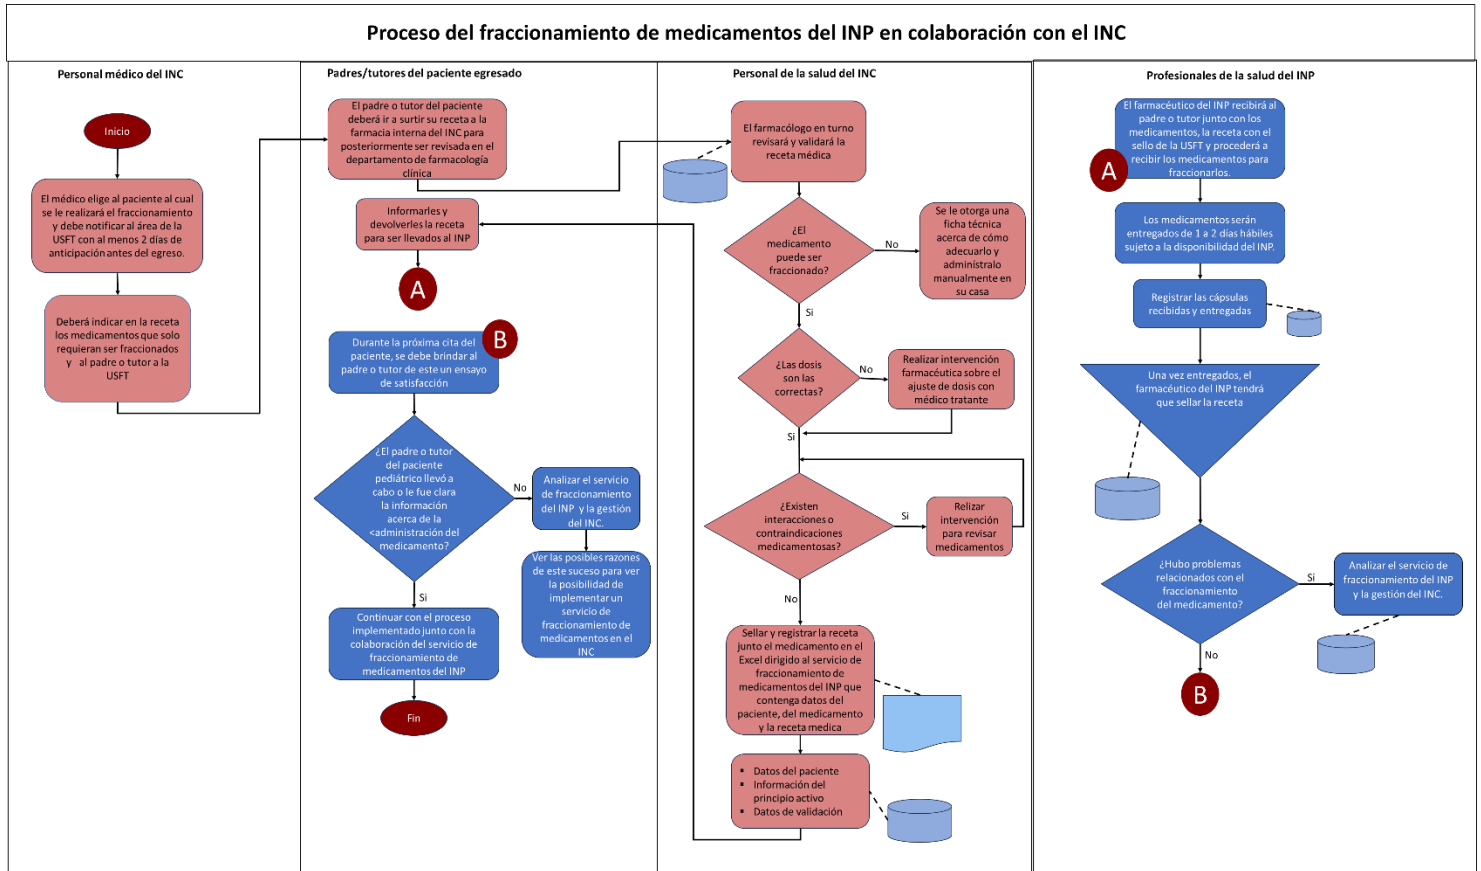 Proceso del fraccionamiento de medicamentos del INP en colaboración con el INC
Personal médico del INC
Inicio
El médico elige al paciente al cual
se le realizará el fraccionamiento
y debe notificar al área de la
USFT con al menos 2 días de
anticipación antes del egreso.
Deberá indicar en la receta
los medicamentos que solo
requieran ser fraccionados
y al padre o tutor a la
USFT
Padres/tutores del paciente egresado
El padre o tutor del paciente
deberá ir a surtir su receta a la
farmacia interna del INC para
posteriormente ser revisada en el
departamento de farmacología
clínica
Informarles y
devolverles la receta
para ser llevados al INP
A
B
Durante la próxima cita del
paciente, se debe brindar al
padre o tutor de este un ensayo
de satisfacción
¿El padre o tutor
del paciente
pediátrico llevó a
cabo o le fue clara
la información
acerca de la
<administración del
medicamento?
No
Analizar el servicio
de fraccionamiento
del INP y la gestión
del INC.
Ver las posibles razones
de este suceso para ver
la posibilidad de
implementar un
servicio de
fraccionamiento de
medicamentos en el
INC
Si
Continuar con el proceso
implementado junto con la
colaboración del servicio de
fraccionamiento de
medicamentos del INP
Fin
Personal de la salud del INC
El farmacólogo en turno
revisará y validará la
receta médica
¿El
medicamento
puede ser
fraccionado?
No
Se le otorga una
ficha técnica
acerca de cómo
adecuarlo y
adminístralo
manualmente en
su casa
Si
¿Las dosis
son las
correctas?
No
Realizar intervención
farmacéutica sobre el
ajuste de dosis con
médico tratante
Si
¿Existen
interacciones o
contraindicaciones
medicamentosas?
Si
Relizar
intervención
para revisar
medicamentos
No
Sellar y registrar la receta
junto el medicamento en el
Excel dirigido al servicio de
fraccionamiento de
medicamentos del INP que
contenga datos del
paciente, del medicamento
y la receta medica
▪ Datos del paciente
▪ Información del
principio activo
▪ Datos de validación
Profesionales de la salud del INP
El farmacéutico del INP recibirá al
padre o tutor junto con los
medicamentos, la receta con el
sello de la USFT y procederá a
recibir los medicamentos para
fraccionarlos.
A
Los medicamentos serán
entregados de 1 a 2 días hábiles
sujeto a la disponibilidad del INP.
Registrar las cápsulas
recibidas y entregadas
Una vez entregados, el
farmacéutico del INP tendrá
que sellar la receta
¿Hubo problemas
relacionados con el
fraccionamiento
del medicamento?
Si
Analizar el servicio de
fraccionamiento del INP
y la gestión del INC.
No
B